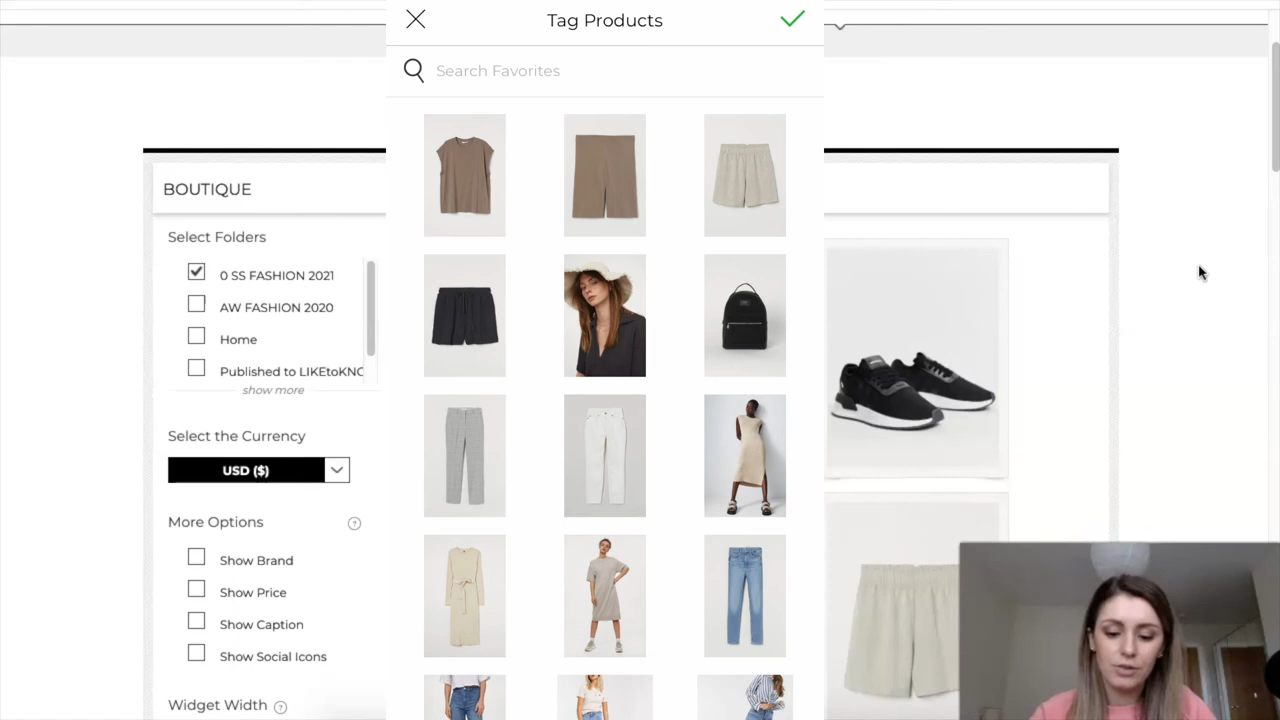 Tag Products
Search Favorites
BOUTIQUE
Select Folders
0 SS FASHION 2021
AW FASHION 2020
Home
Published to LIKEtoKNO
show more
Select the Currency
USD ($)
More Options
?
Show Brand
Show Price
Show Caption
Show Social Icons
Widget Width ?